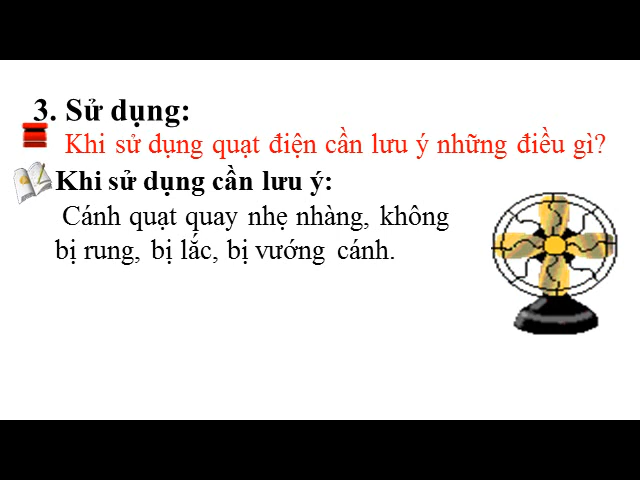 3. Sử dụng:
Khi sử dụng quạt điện cần lưu ý những điều gì?
Khi sử dụng cần lưu ý:
Cánh quạt quay nhẹ nhàng, không
bị rung, bị lắc, bị vướng cánh.